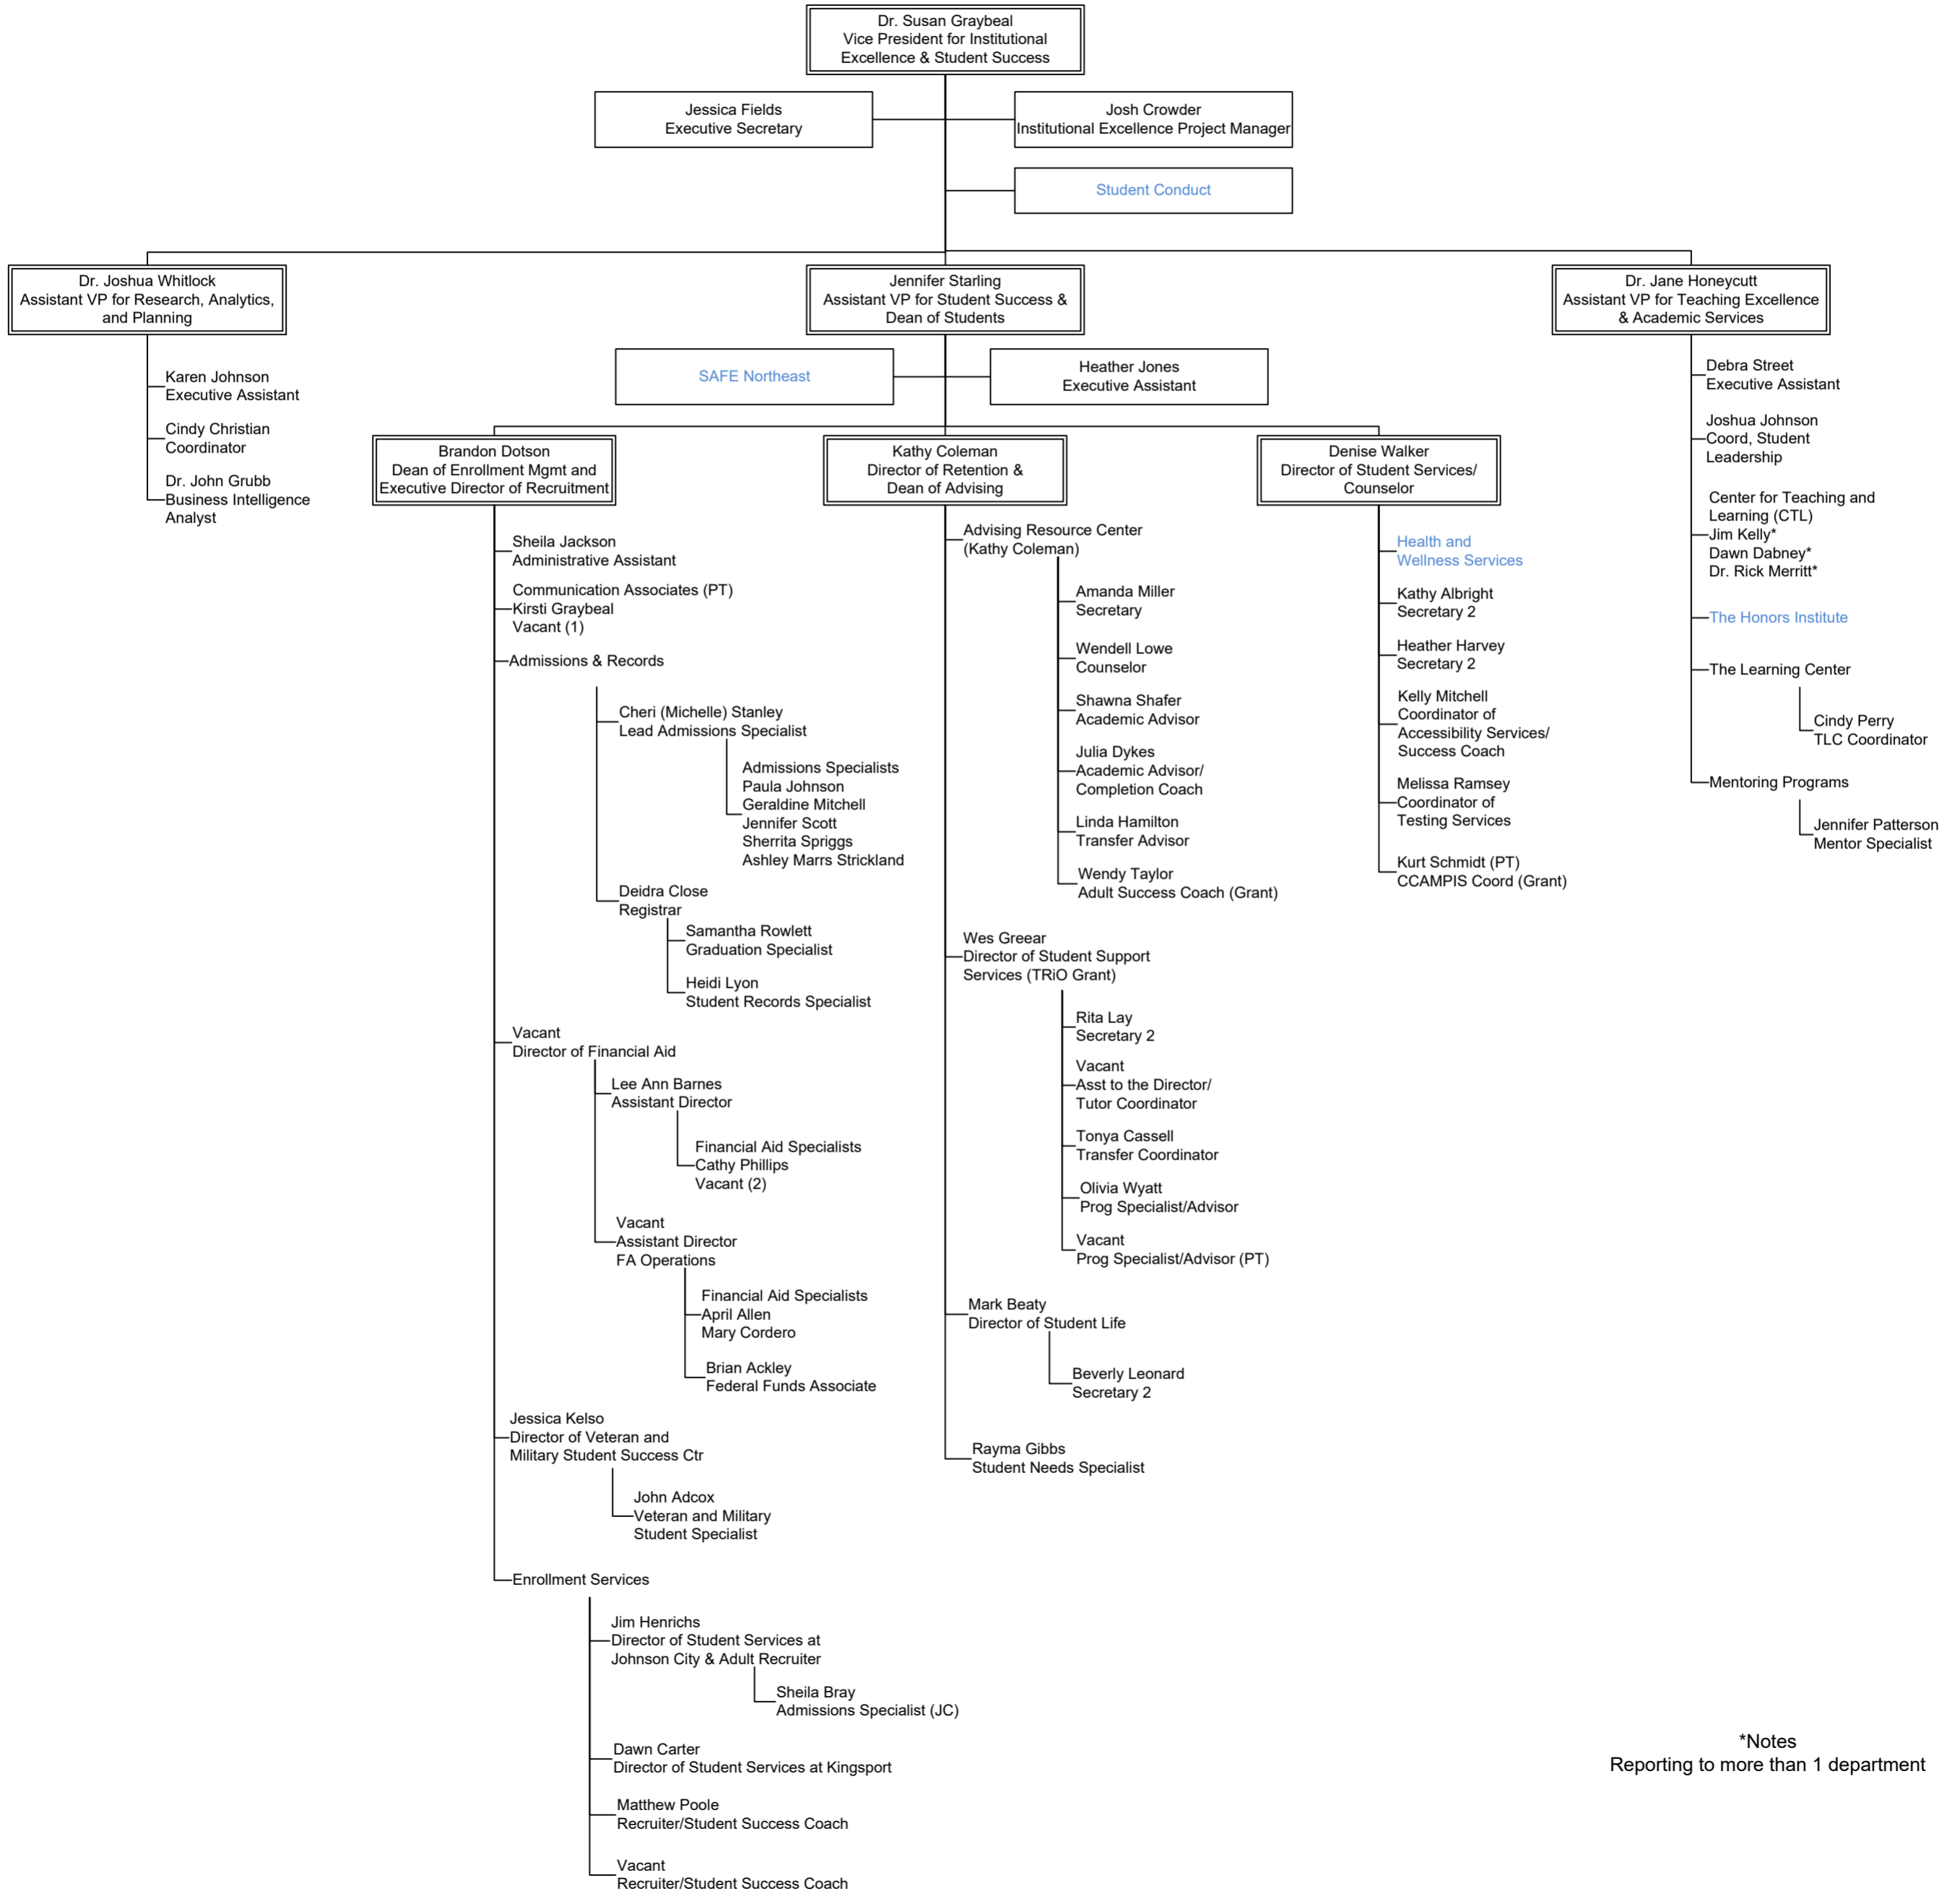 Dr. Susan Graybeal
Vice President for Institutional
Excellence & Student Success
Jessica Fields
Executive Secretary
Josh Crowder
Institutional Excellence Project Manager
Student Conduct
Dr. Joshua Whitlock
Assistant VP for Research, Analytics,
and Planning
Jennifer Starling
Assistant VP for Student Success &
Dean of Students
Dr. Jane Honeycutt
Assistant VP for Teaching Excellence
& Academic Services
Karen Johnson
Executive Assistant
Cindy Christian
Coordinator
Dr. John Grubb
Business Intelligence
Analyst
SAFE Northeast
Heather Jones
Executive Assistant
Brandon Dotson
Dean of Enrollment Mgmt and
Executive Director of Recruitment
Kathy Coleman
Director of Retention &
Dean of Advising
Denise Walker
Director of Student Services/
Counselor
Sheila Jackson
Administrative Assistant
Communication Associates (PT)
Kirsti Graybeal
Vacant (1)
Admissions & Records
Cheri (Michelle) Stanley
Lead Admissions Specialist
Admissions Specialists
Paula Johnson
Geraldine Mitchell
Jennifer Scott
Sherrita Spriggs
Ashley Marrs Strickland
Deidra Close
Registrar
Samantha Rowlett
Graduation Specialist
Heidi Lyon
Student Records Specialist
Vacant
Director of Financial Aid
Lee Ann Barnes
Assistant Director
Financial Aid Specialists
Cathy Phillips
Vacant (2)
Vacant
Assistant Director
FA Operations
Financial Aid Specialists
April Allen
Mary Cordero
Brian Ackley
Federal Funds Associate
Jessica Kelso
Director of Veteran and
Military Student Success Ctr
John Adcox
Veteran and Military
Student Specialist
Enrollment Services
Jim Henrichs
Director of Student Services at
Johnson City & Adult Recruiter
Sheila Bray
Admissions Specialist (JC)
Dawn Carter
Director of Student Services at Kingsport
Matthew Poole
Recruiter/Student Success Coach
Vacant
Recruiter/Student Success Coach
Advising Resource Center
(Kathy Coleman)
Amanda Miller
Secretary
Wendell Lowe
Counselor
Shawna Shafer
Academic Advisor
Julia Dykes
Academic Advisor/
Completion Coach
Linda Hamilton
Transfer Advisor
Wendy Taylor
Adult Success Coach (Grant)
Wes Greear
Director of Student Support
Services (TRiO Grant)
Rita Lay
Secretary 2
Vacant
Asst to the Director/
Tutor Coordinator
Tonya Cassell
Transfer Coordinator
Olivia Wyatt
Prog Specialist/Advisor
Vacant
Prog Specialist/Advisor (PT)
Mark Beaty
Director of Student Life
Beverly Leonard
Secretary 2
Rayma Gibbs
Student Needs Specialist
Health and
Wellness Services
Kathy Albright
Secretary 2
Heather Harvey
Secretary 2
Kelly Mitchell
Coordinator of
Accessibility Services/
Success Coach
Melissa Ramsey
Coordinator of
Testing Services
Kurt Schmidt (PT)
CCAMPIS Coord (Grant)
Debra Street
Executive Assistant
Joshua Johnson
Coord, Student
Leadership
Center for Teaching and
Learning (CTL)
Jim Kelly*
Dawn Dabney*
Dr. Rick Merritt*
The Honors Institute
The Learning Center
Cindy Perry
TLC Coordinator
Mentoring Programs
Jennifer Patterson
Mentor Specialist
*Notes
Reporting to more than 1 department